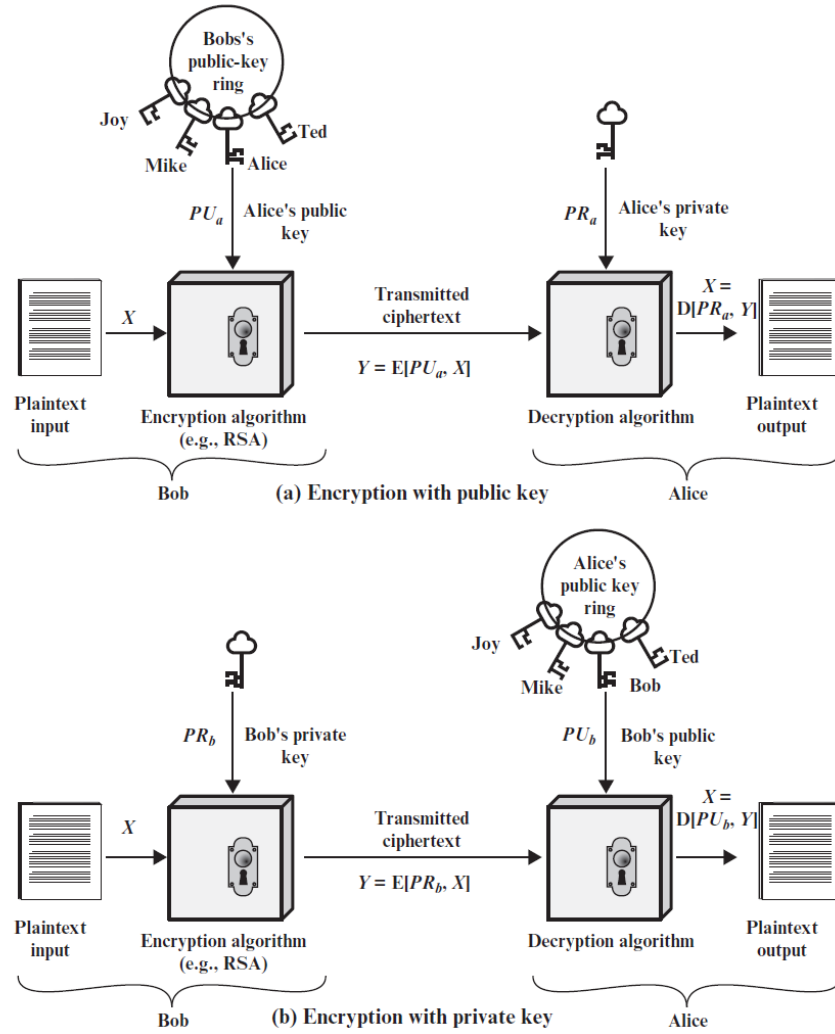 Bobs's
public-key
ring
Joy
Ted
Mike
Alice
PUa
Alice's public
key
PRa
Alice's private
key
X
Transmitted
ciphertext
X =
D[PRa, Y]
Y = E[PUa, X]
Plaintext
input
Encryption algorithm
(e.g., RSA)
Decryption algorithm
Plaintext
output
Bob
(a) Encryption with public key
Alice
Alice's
public key
ring
Joy
Ted
Mike
Bob
PRb
Bob's private
key
PUb
Bob's public
key
X
Transmitted
ciphertext
X =
D[PUb, Y]
Y = E[PRb, X]
Plaintext
input
Encryption algorithm
(e.g., RSA)
Decryption algorithm
Plaintext
output
Bob
(b) Encryption with private key
Alice